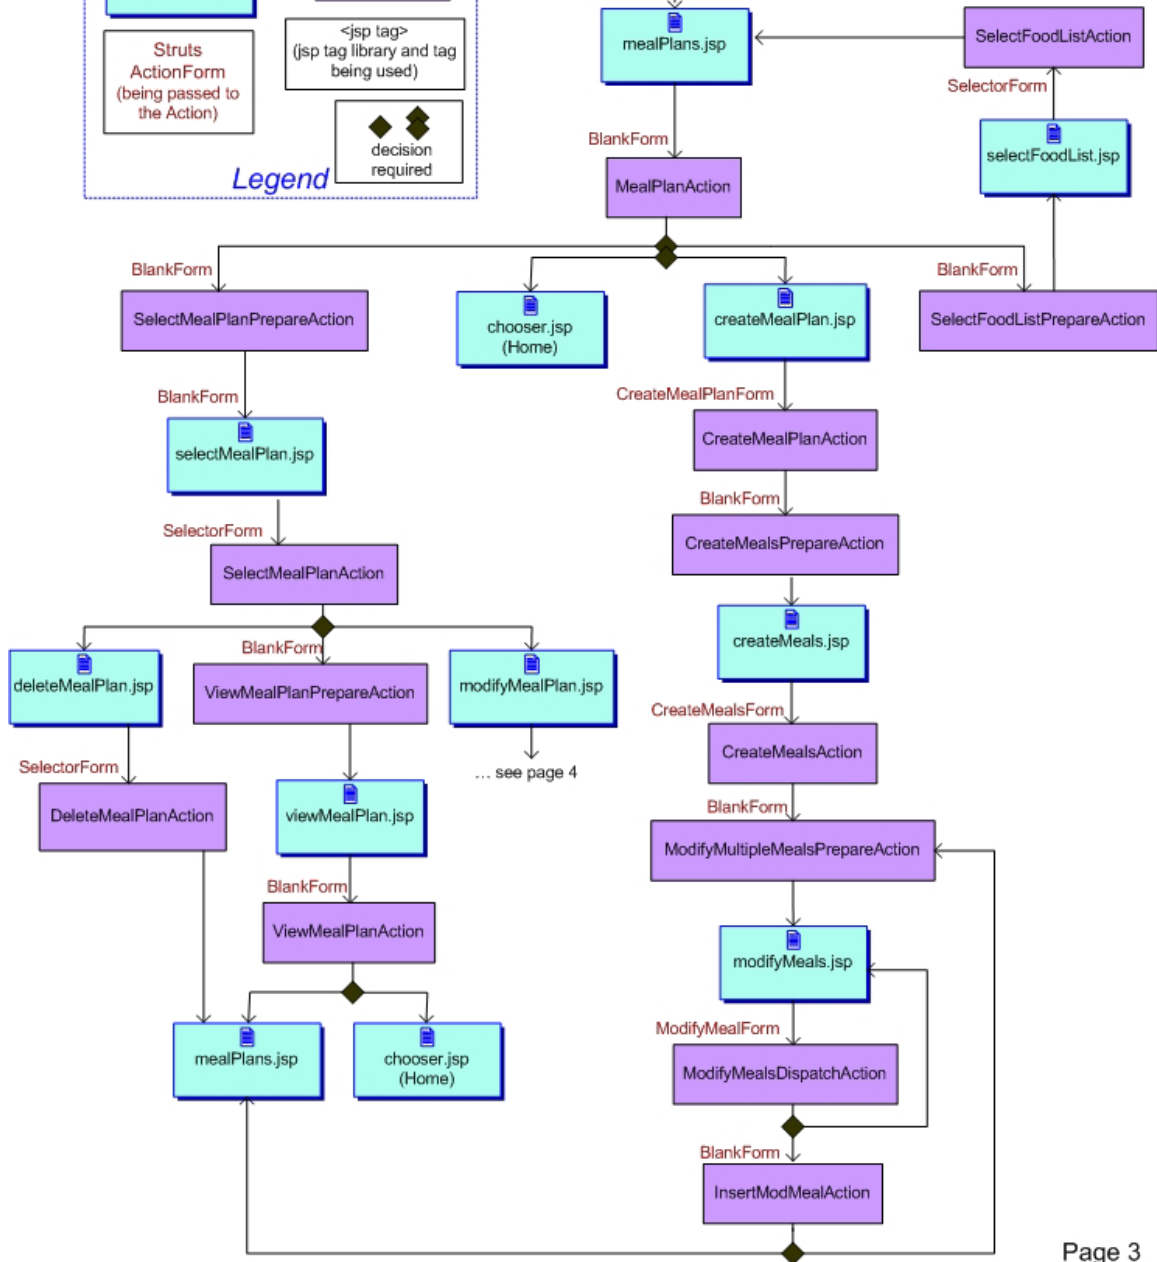 Struts
ActionForm
(being passed to
the Action)
<jsp tag>
(jsp tag library and tag
being used)
decision
required
Legend
mealPlans.jsp
SelectFoodListAction
SelectorForm
selectFoodList.jsp
BlankForm
MealPlanAction
BlankForm
BlankForm
SelectMealPlanPrepareAction
chooser.jsp
(Home)
createMealPlan.jsp
SelectFoodListPrepareAction
BlankForm
selectMealPlan.jsp
CreateMealPlanForm
CreateMealPlanAction
BlankForm
SelectorForm
SelectMealPlanAction
CreateMealsPrepareAction
createMeals.jsp
BlankForm
deleteMealPlan.jsp
ViewMealPlanPrepareAction
modifyMealPlan.jsp
CreateMealsForm
CreateMealsAction
SelectorForm
... see page 4
DeleteMealPlanAction
viewMealPlan.jsp
BlankForm
ModifyMultipleMealsPrepareAction
BlankForm
ViewMealPlanAction
modifyMeals.jsp
ModifyMealForm
mealPlans.jsp
chooser.jsp
(Home)
ModifyMealsDispatchAction
BlankForm
InsertModMealAction
Page 3